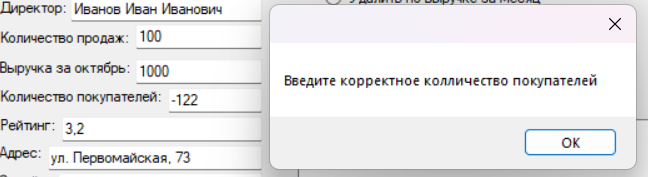 Директор: Иванов Иван Иванович
Количество продаж: 100
Выручка за октябрь: 1000
Количество покупателей: -122
Рейтинг: 3,2
Адрес: ул. Первомайская, 73
Удалить по выручке за месяц
Введите корректное колличество покупателей
ОК